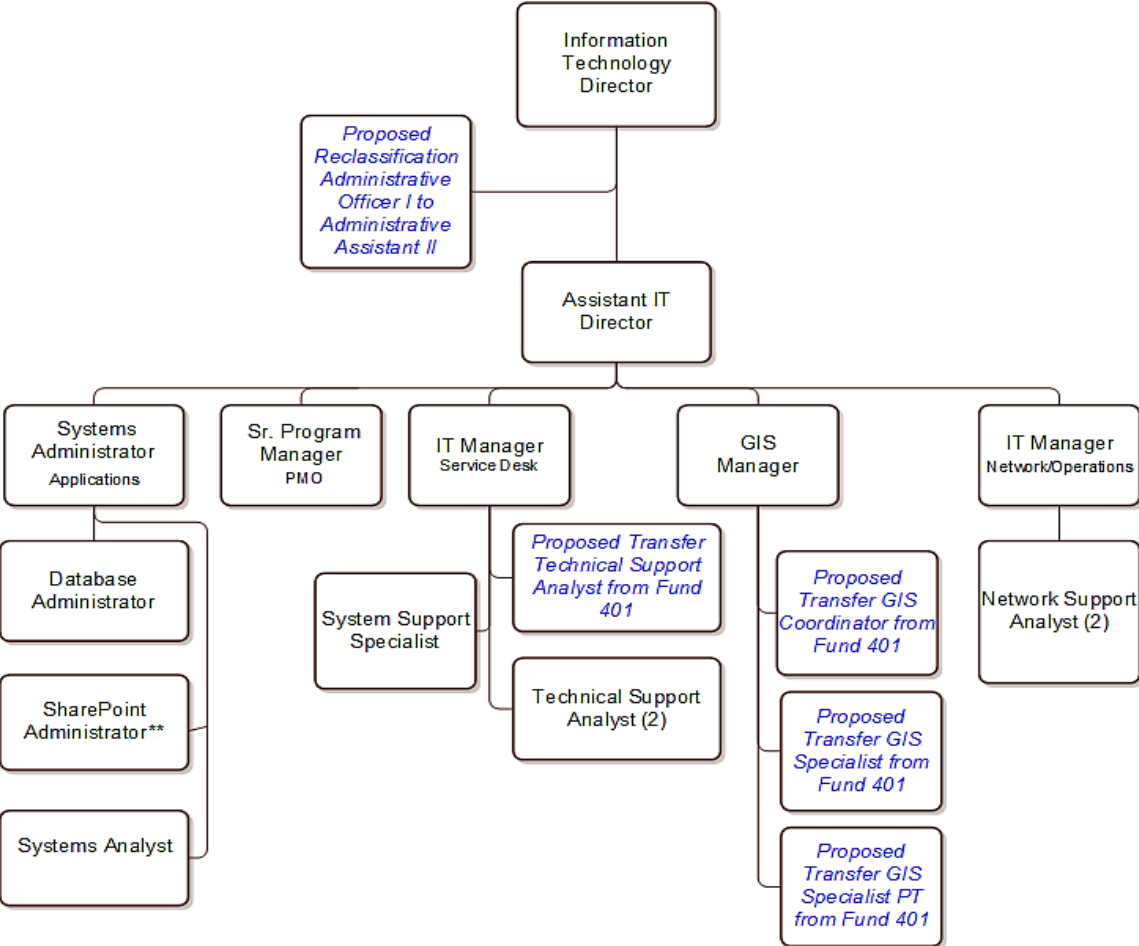 Information
Technology
Director
Proposed
Reclassification
Administrative
Officer I to
Administrative
Assistant II
Assistant IT
Director
Systems
Administrator
Applications
Sr. Program
Manager
PMO
IT Manager
Service Desk
GIS
Manager
IT Manager
Network/Operations
Database
Administrator
SharePoint
Administrator**
Systems Analyst
System Support
Specialist
Proposed Transfer
Technical Support
Analyst from Fund
401
Technical Support
Analyst (2)
Proposed
Transfer GIS
Coordinator from
Fund 401
Proposed
Transfer GIS
Specialist from
Fund 401
Proposed
Transfer GIS
Specialist PT
from Fund 401
Network Support
Analyst (2)